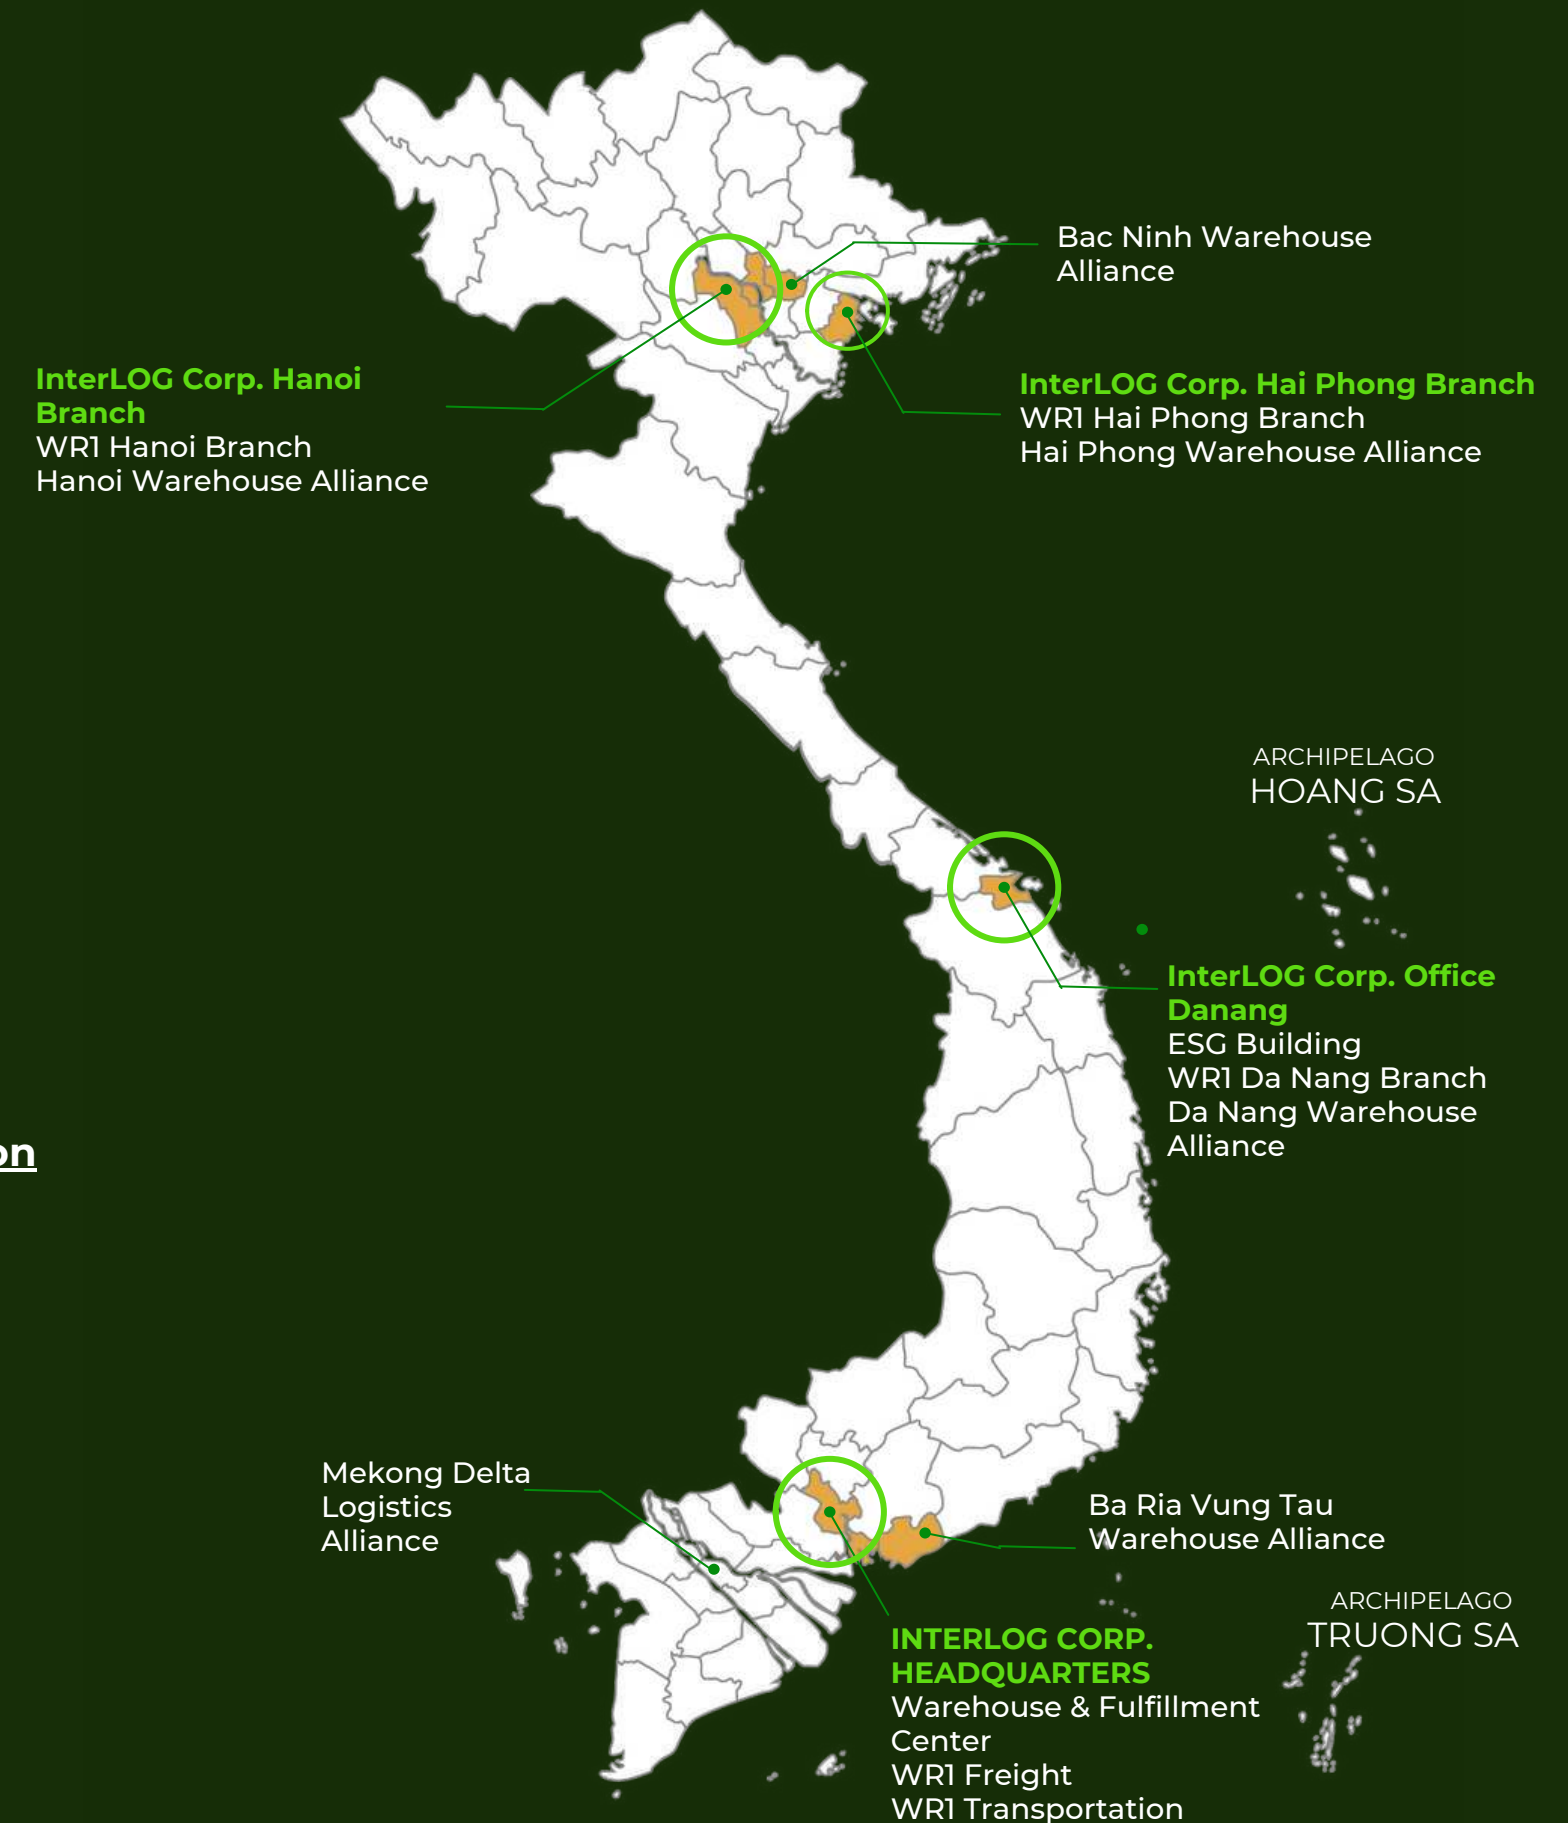 Bac Ninh Warehouse
Alliance
InterLOG Corp. Hanoi
Branch
WR1 Hanoi Branch
Hanoi Warehouse Alliance
InterLOG Corp. Hai Phong Branch
WR1 Hai Phong Branch
Hai Phong Warehouse Alliance
ARCHIPELAGO
HOANG SA
InterLOG Corp. Office
Danang
ESG Building
WR1 Da Nang Branch
Da Nang Warehouse
Alliance
on
Mekong Delta
Logistics
Alliance
Ba Ria Vung Tau
Warehouse Alliance
ARCHIPELAGO
TRUONG SA
INTERLOG CORP.
HEADQUARTERS
Warehouse & Fulfillment
Center
WR1 Freight
WR1 Transportation